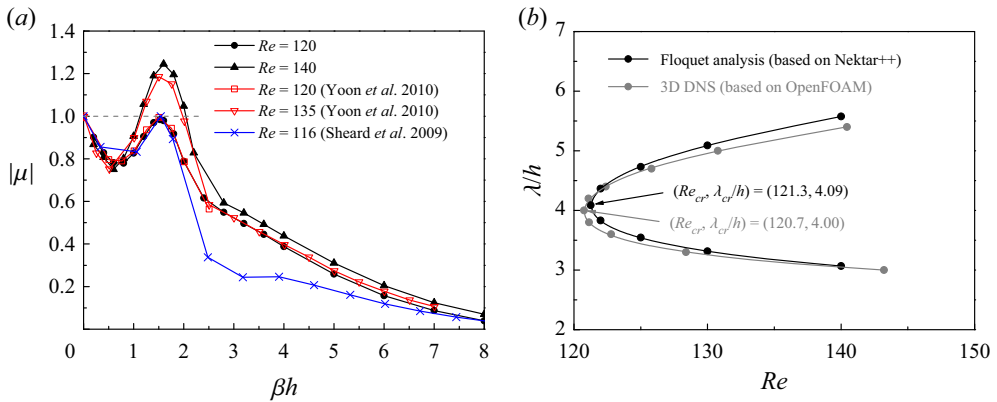 (a)
1.4
1.2
1.0
0.8
0.6
0.4
0.2
|μ|
0 1 2 3 4 5 6 7 8
βh
Re = 120
Re = 140
Re = 120 (Yoon et al. 2010)
Re = 135 (Yoon et al. 2010)
Re = 116 (Sheard et al. 2009)
(b)
7
6
5
4
3
2
λ/h
120 130 140 150
Re
Floquet analysis (based on Nektar++)
3D DNS (based on OpenFOAM)
(Re_cr, λ_cr/h) = (121.3, 4.09)
(Re_cr, λ_cr/h) = (120.7, 4.00)